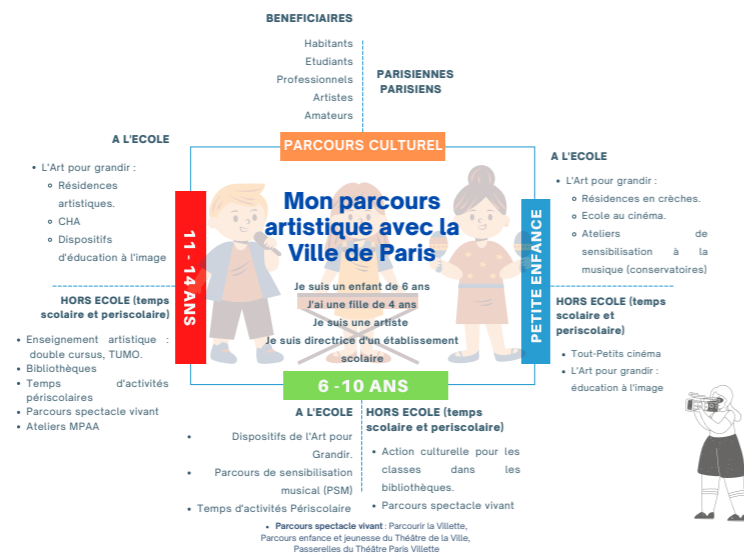 BENEFICIAIRES
Habitants
Etudiants
Professionnels
Artistes
Amateurs
PARISIENNES
PARISIENS
PARCOURS CULTUREL
A L'ECOLE
• L'Art pour grandir :
Résidences
artistiques.
CHA
Dispositifs
d'éducation à l'image
11 - 14 ANS
HORS ECOLE (temps
scolaire et periscolaire)
• Enseignement artistique :
double cursus, TUMO.
• Bibliothèques
• Temps d'activités
périscolaires
• Parcours spectacle vivant
• Ateliers MPAA
Mon parcours
artistique avec la
Ville de Paris
Je suis un enfant de 6 ans
J'ai une fille de 4 ans
Je suis une artiste
Je suis directrice d'un établissement
scolaire
A L'ECOLE
• L'Art pour grandir :
Résidences en crèches.
Ecole au cinéma.
Ateliers de
sensibilisation à la
musique (conservatoires)
PETITE ENFANCE
HORS ECOLE (temps
scolaire et
periscolaire)
• Tout-Petits cinéma
• L'Art pour grandir :
éducation à l'image
6 -10 ANS
A L'ECOLE
• Dispositifs de l'Art pour
Grandir.
• Parcours de sensibilisation
musical (PSM)
• Temps d'activités Périscolaire
HORS ECOLE (temps
scolaire et periscolaire)
• Action culturelle pour les
classes dans les
bibliothèques.
• Parcours spectacle vivant
• Parcours spectacle vivant : Parcourir la Villette,
Parcours enfance et jeunesse du Théâtre de la Ville,
Passerelles du Théâtre Paris Villette